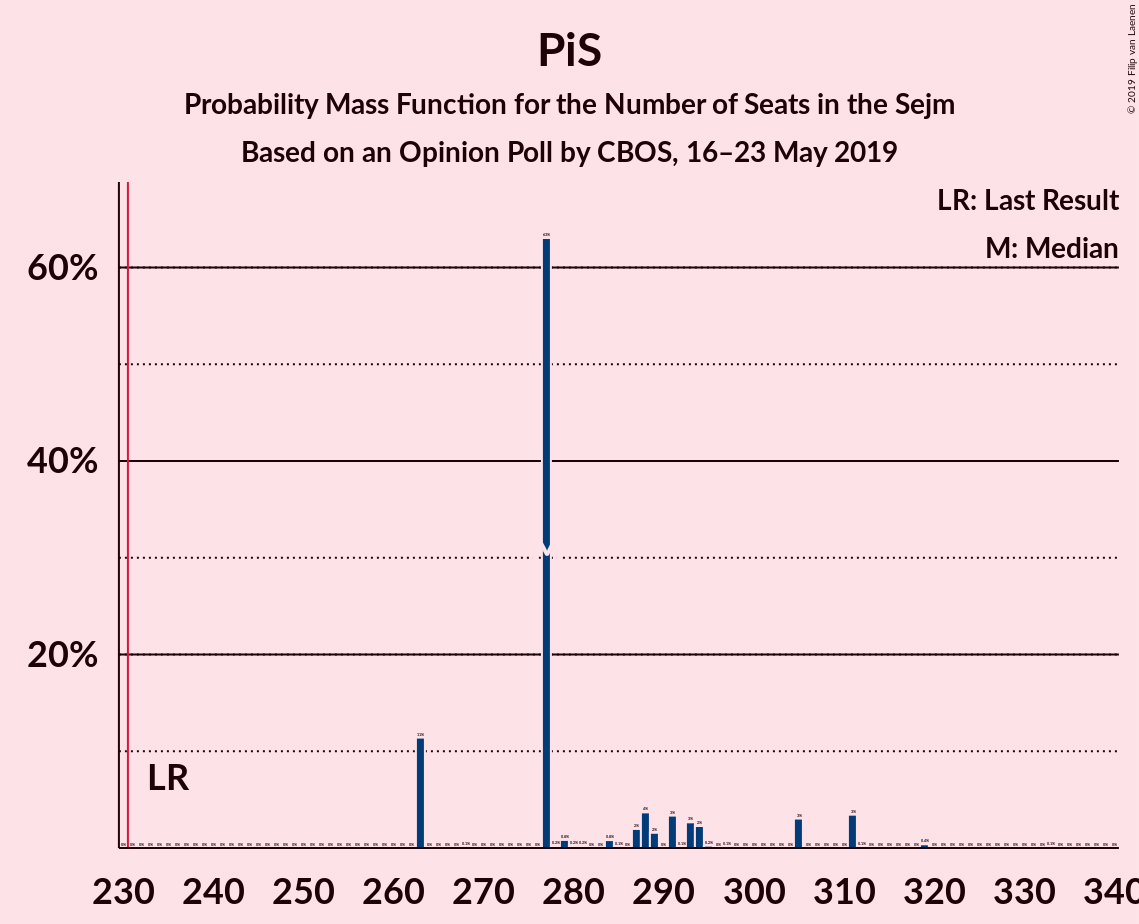 PiS
Probability Mass Function for the Number of Seats in the Sejm
Based on an Opinion Poll by CBOS, 16–23 May 2019
© 2019 Filip van Laenen
LR: Last Result
M: Median
60%
40%
20%
LR
230 240 250 260 270 280 290 300 310 320 330 340